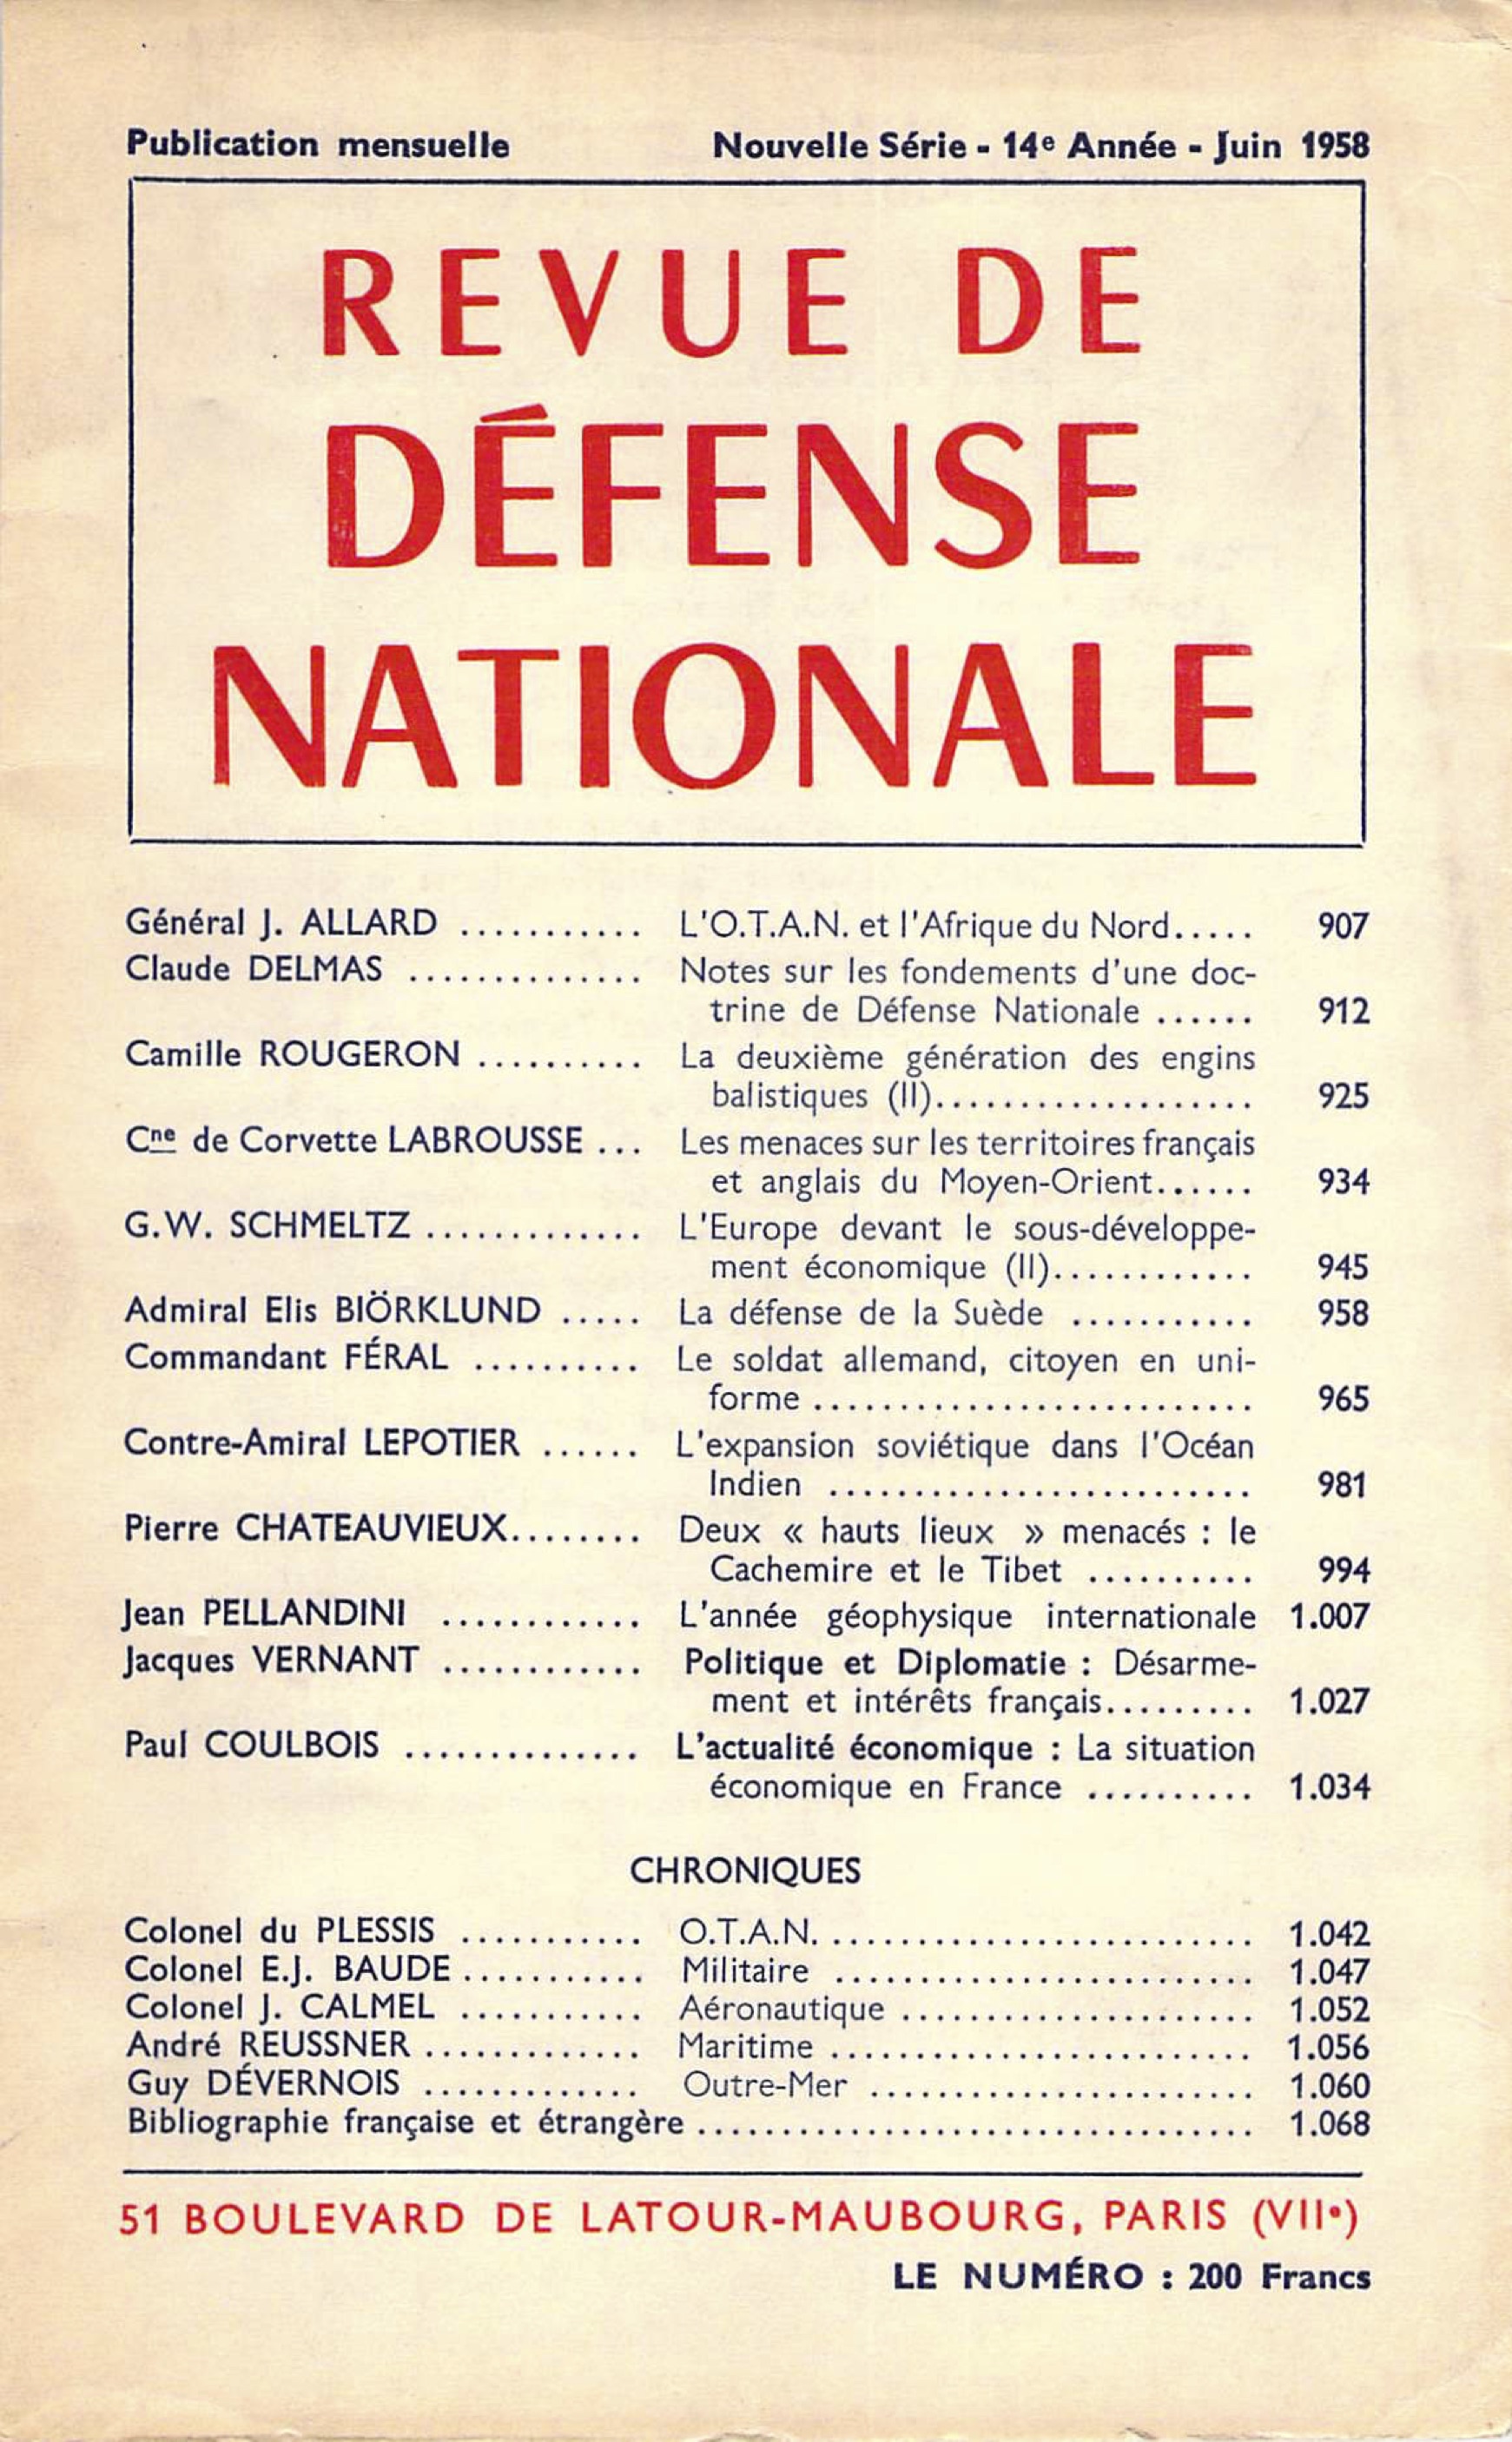 Publication mensuelle Nouvelle Série - 14e Année - Juin 1958
REVUE DE
DÉFENSE
NATIONALE
Général J. ALLARD ........... L'O.T.A.N. et l'Afrique du Nord..... 907
Claude DELMAS .............. Notes sur les fondements d'une doc-
trine de Défense Nationale ...... 912
Camille ROUGERON .......... La deuxième génération des engins
balistiques (II)................... 925
Cne de Corvette LABROUSSE ... Les menaces sur les territoires français
et anglais du Moyen-Orient...... 934
G.W. SCHMELTZ ............. L'Europe devant le sous-développe-
ment économique (II)............ 945
Admiral Elis BIÖRKLUND ..... La défense de la Suède ........... 958
Commandant FÉRAL .......... Le soldat allemand, citoyen en uni-
forme .......................... 965
Contre-Amiral LEPOTIER ...... L'expansion soviétique dans l'Océan
Indien ......................... 981
Pierre CHATEAUVIEUX........ Deux « hauts lieux » menacés : le
Cachemire et le Tibet .......... 994
Jean PELLANDINI ............ L'année géophysique internationale 1.007
Jacques VERNANT ............ Politique et Diplomatie : Désarme-
ment et intérêts français......... 1.027
Paul COULBOIS .............. L'actualité économique : La situation
économique en France .......... 1.034
CHRONIQUES
Colonel du PLESSIS ........... O.T.A.N. ......................... 1.042
Colonel E.J. BAUDE ........... Militaire ......................... 1.047
Colonel J. CALMEL ........... Aéronautique ..................... 1.052
André REUSSNER ............. Maritime ......................... 1.056
Guy DÉVERNOIS ............. Outre-Mer ....................... 1.060
Bibliographie française et étrangère ................................. 1.068
51 BOULEVARD DE LATOUR-MAUBOURG, PARIS (VIIe)
LE NUMÉRO : 200 Francs